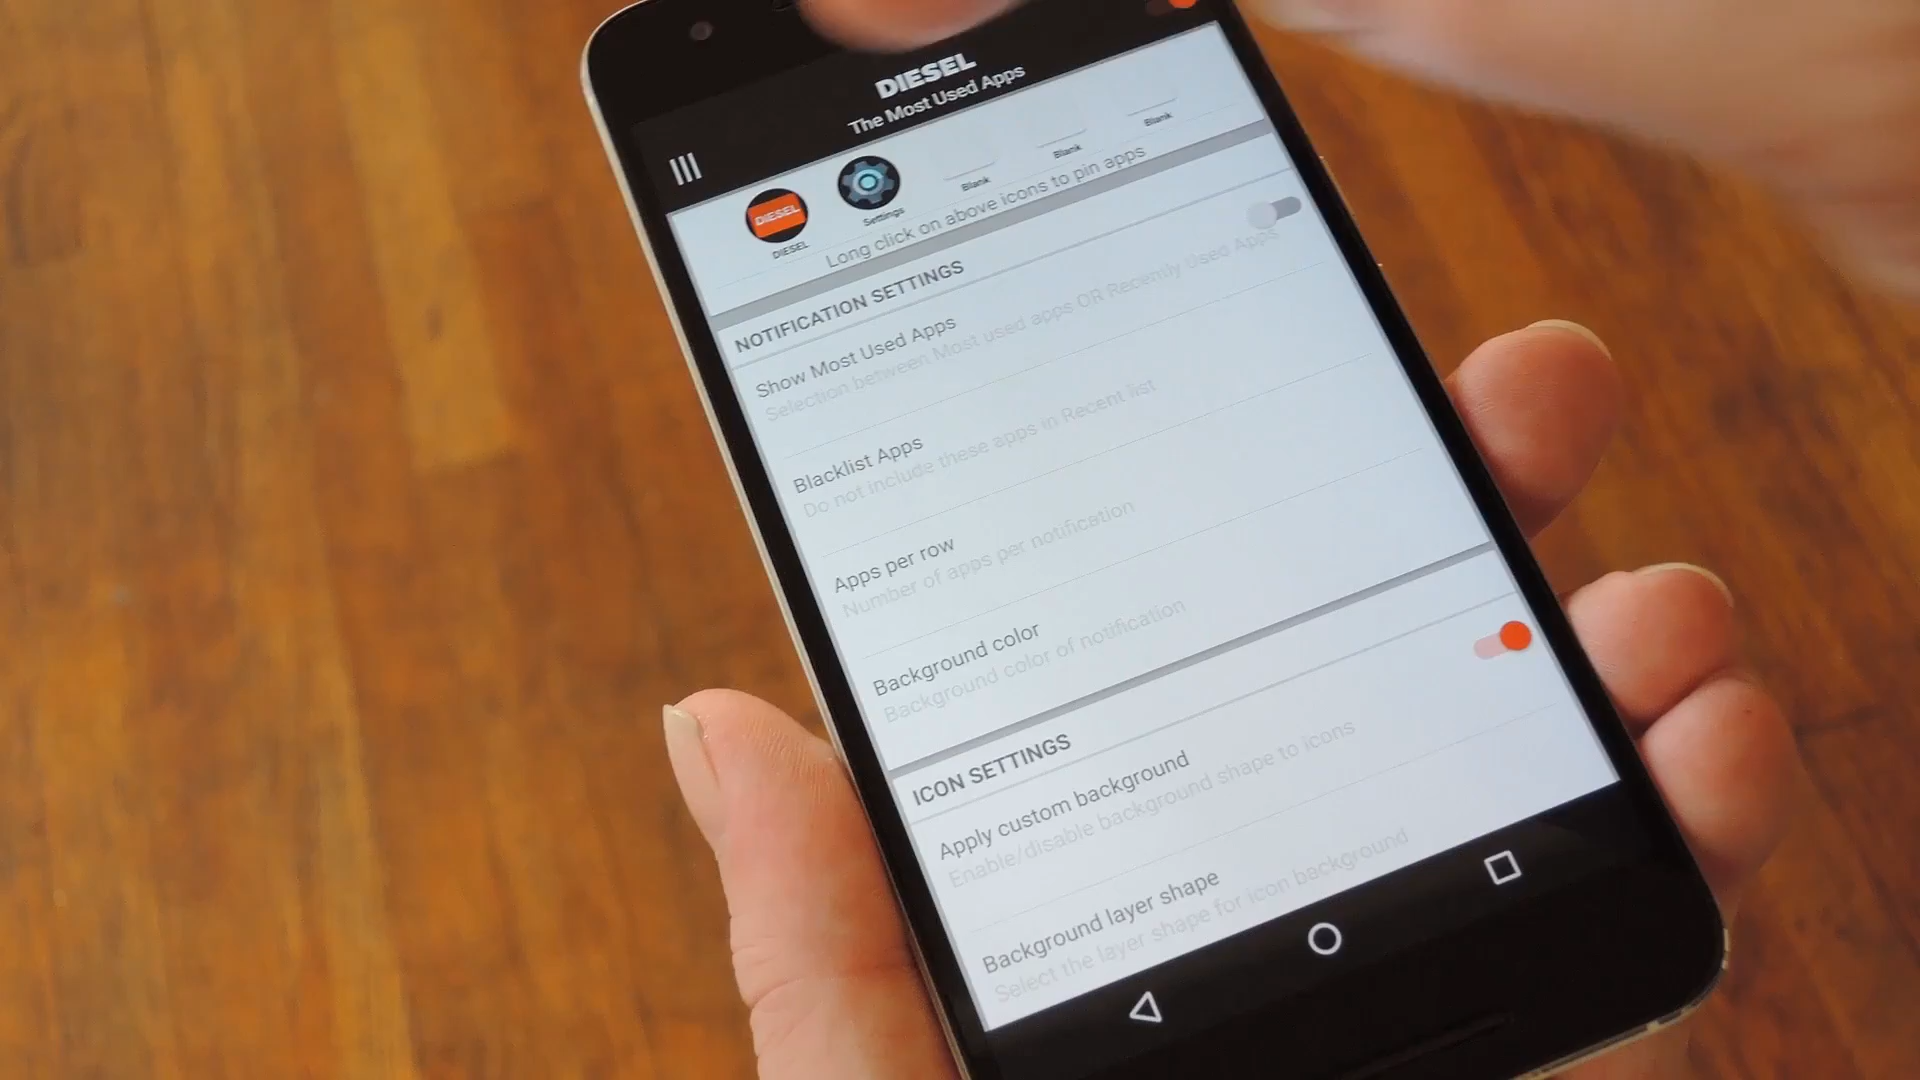 DIESEL
The Most Used Apps
DIESEL
DIESEL
Settings
Blank
Blank
Blank
Long click on above icons to pin apps
NOTIFICATION SETTINGS
Show Most Used Apps
Selection between Most used apps OR Recently Used Apps
Blacklist Apps
Do not include these apps in Recent list
Apps per row
Number of apps per notification
Background color
Background color of notification
ICON SETTINGS
Apply custom background
Enable/disable background shape to icons
Background layer shape
Select the layer shape for icon background